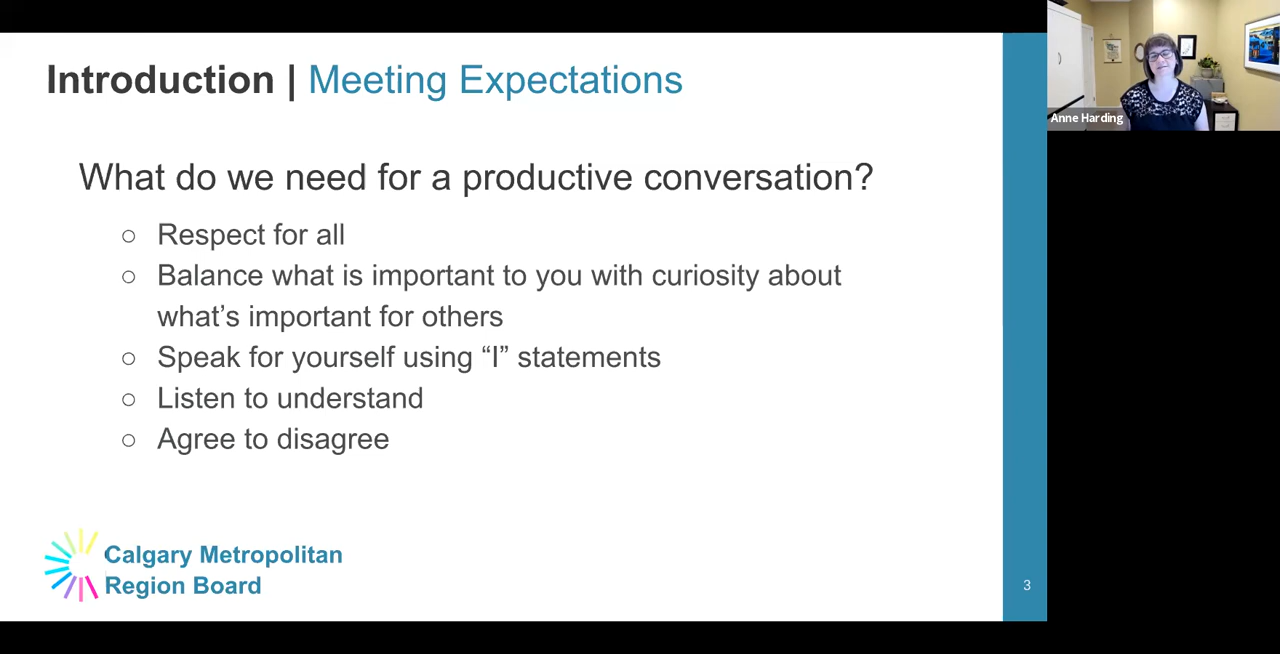 Introduction | Meeting Expectations
What do we need for a productive conversation?
○ Respect for all
○ Balance what is important to you with curiosity about
what’s important for others
○ Speak for yourself using “I” statements
○ Listen to understand
○ Agree to disagree
Calgary Metropolitan
Region Board
3
Anne Harding